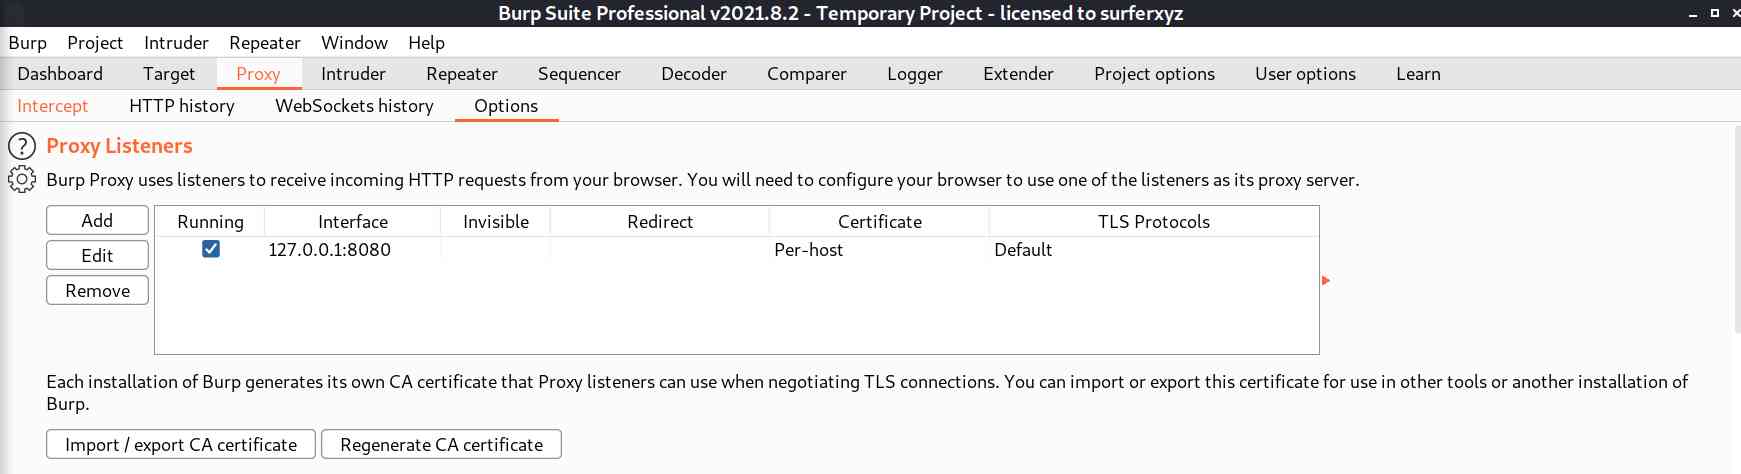 Burp Suite Professional v2021.8.2 - Temporary Project - licensed to surferxyz
Burp Project Intruder Repeater Window Help
Dashboard Target Proxy Intruder Repeater Sequencer Decoder Comparer Logger Extender Project options User options Learn
Intercept HTTP history WebSockets history Options
? Proxy Listeners
Burp Proxy uses listeners to receive incoming HTTP requests from your browser. You will need to configure your browser to use one of the listeners as its proxy server.
Add Running Interface Invisible Redirect Certificate TLS Protocols
Edit 127.0.0.1:8080 Per-host Default
Remove
Each installation of Burp generates its own CA certificate that Proxy listeners can use when negotiating TLS connections. You can import or export this certificate for use in other tools or another installation of
Burp.
Import / export CA certificate Regenerate CA certificate